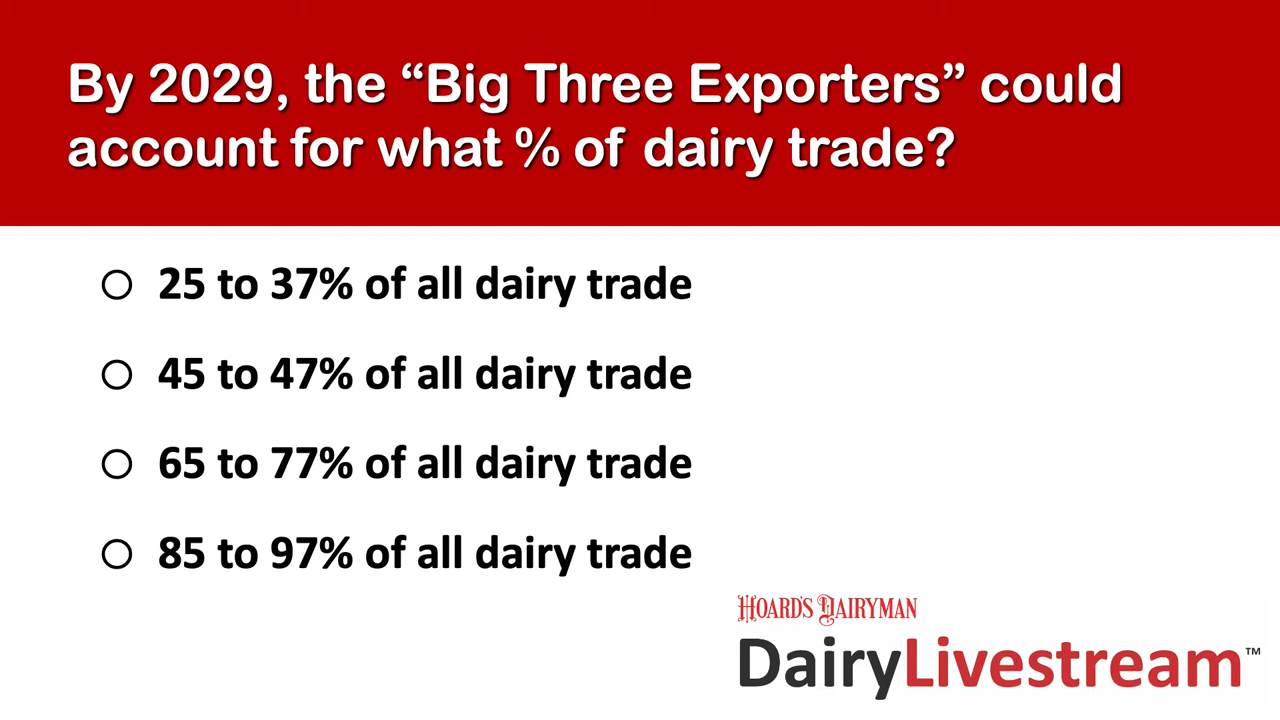 By 2029, the “Big Three Exporters” could
account for what % of dairy trade?
25 to 37% of all dairy trade
45 to 47% of all dairy trade
65 to 77% of all dairy trade
85 to 97% of all dairy trade
HOARD'S DAIRYMAN
DairyLivestream™